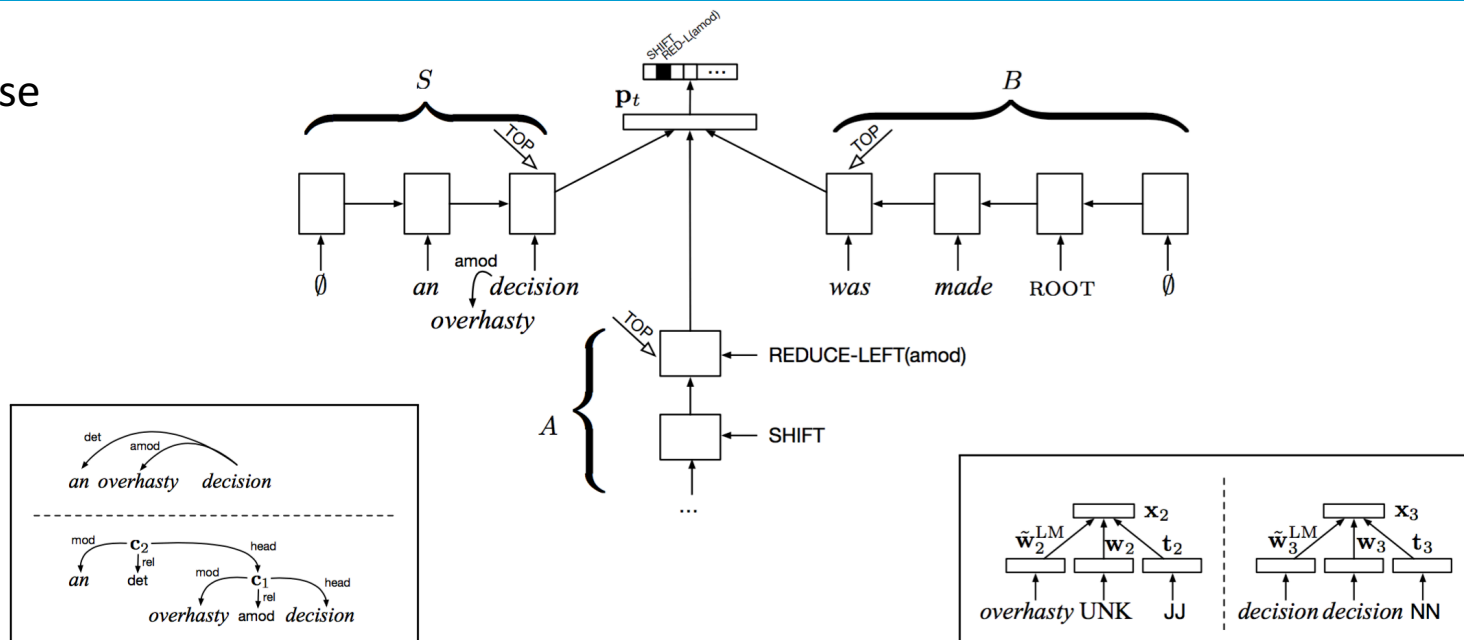 se
SHIFT
RED-L(amod)
...
S
p_t
B
TOP
TOP
∅ an decision was made ROOT ∅
amod
overhasty
TOP
REDUCE-LEFT(amod)
A
SHIFT
...
det
amod
an overhasty decision
mod c_2 head
rel
an det
mod c_1 head
rel
overhasty amod decision
x_2
w̃_2^LM w_2 t_2
overhasty UNK JJ
x_3
w̃_3^LM w_3 t_3
decision decision NN